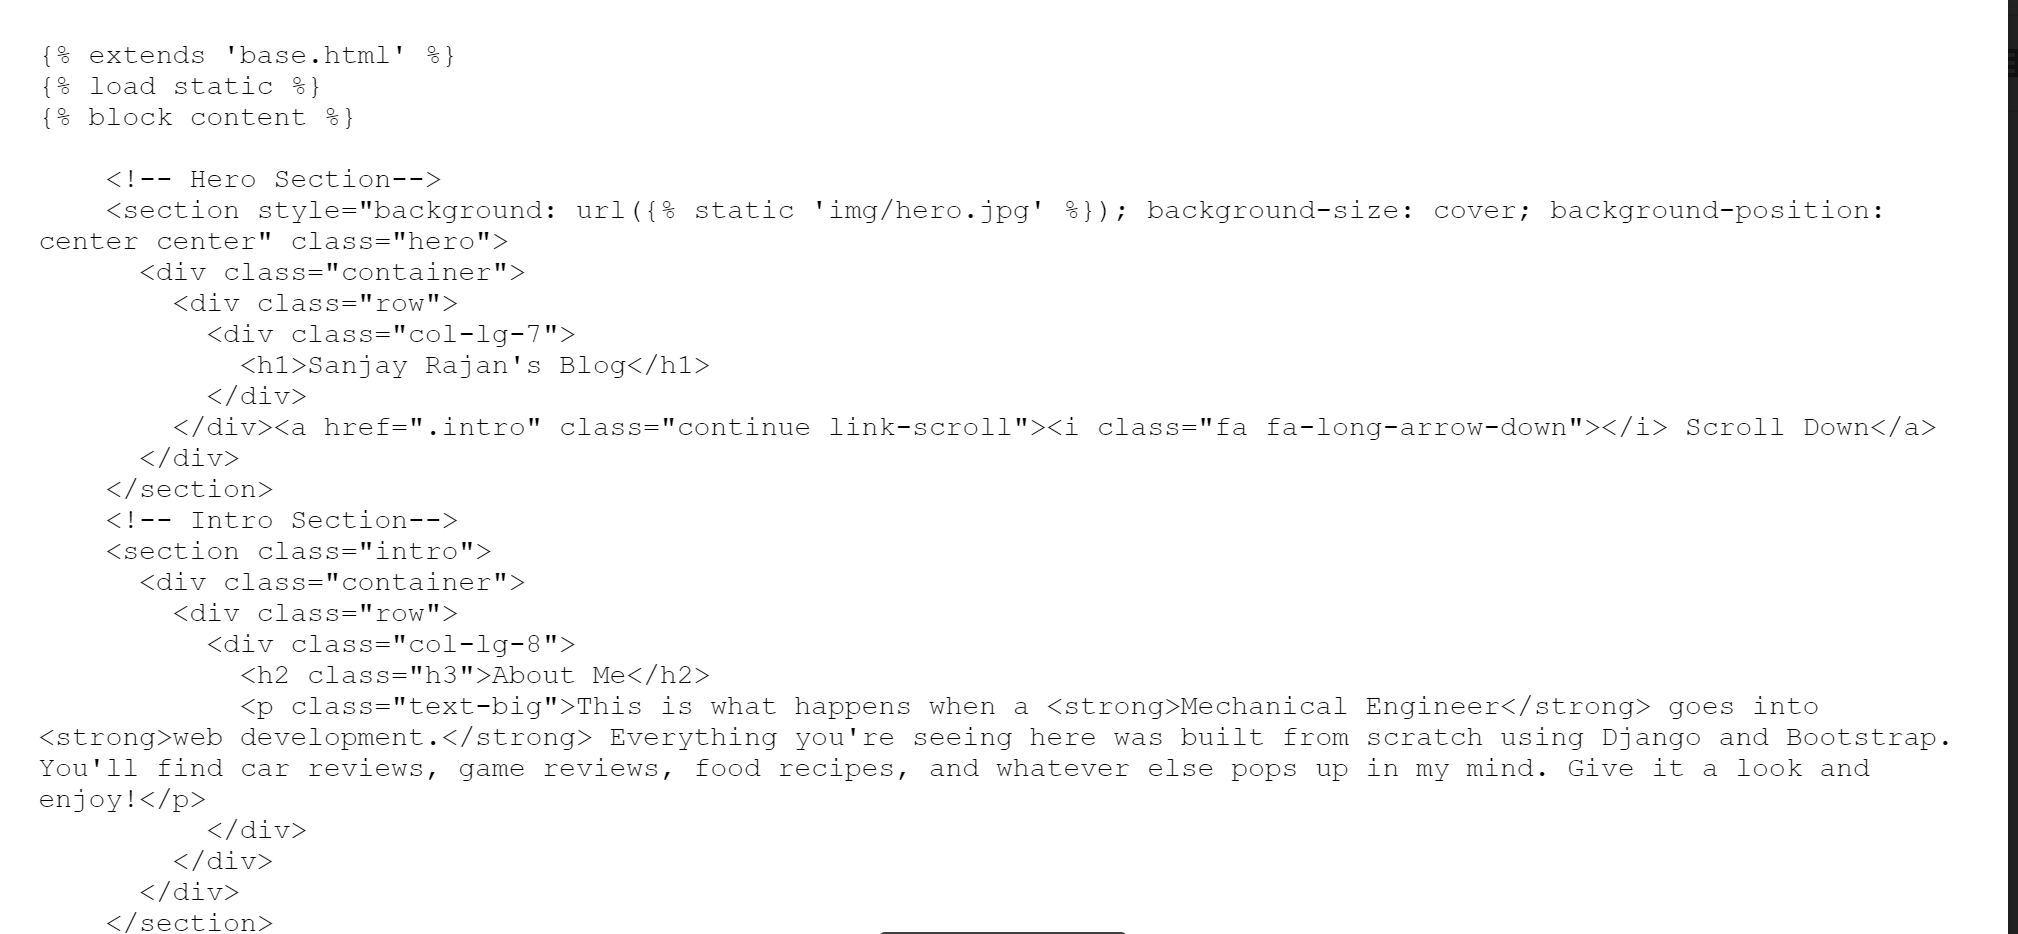 {% extends 'base.html' %}
{% load static %}
{% block content %}

    <!-- Hero Section-->
    <section style="background: url({% static 'img/hero.jpg' %}); background-size: cover; background-position:
center center" class="hero">
      <div class="container">
        <div class="row">
          <div class="col-lg-7">
            <h1>Sanjay Rajan's Blog</h1>
          </div>
        </div><a href=".intro" class="continue link-scroll"><i class="fa fa-long-arrow-down"></i> Scroll Down</a>
      </div>
    </section>
    <!-- Intro Section-->
    <section class="intro">
      <div class="container">
        <div class="row">
          <div class="col-lg-8">
            <h2 class="h3">About Me</h2>
            <p class="text-big">This is what happens when a <strong>Mechanical Engineer</strong> goes into
<strong>web development.</strong> Everything you're seeing here was built from scratch using Django and Bootstrap.
You'll find car reviews, game reviews, food recipes, and whatever else pops up in my mind. Give it a look and
enjoy!</p>
          </div>
        </div>
      </div>
    </section>